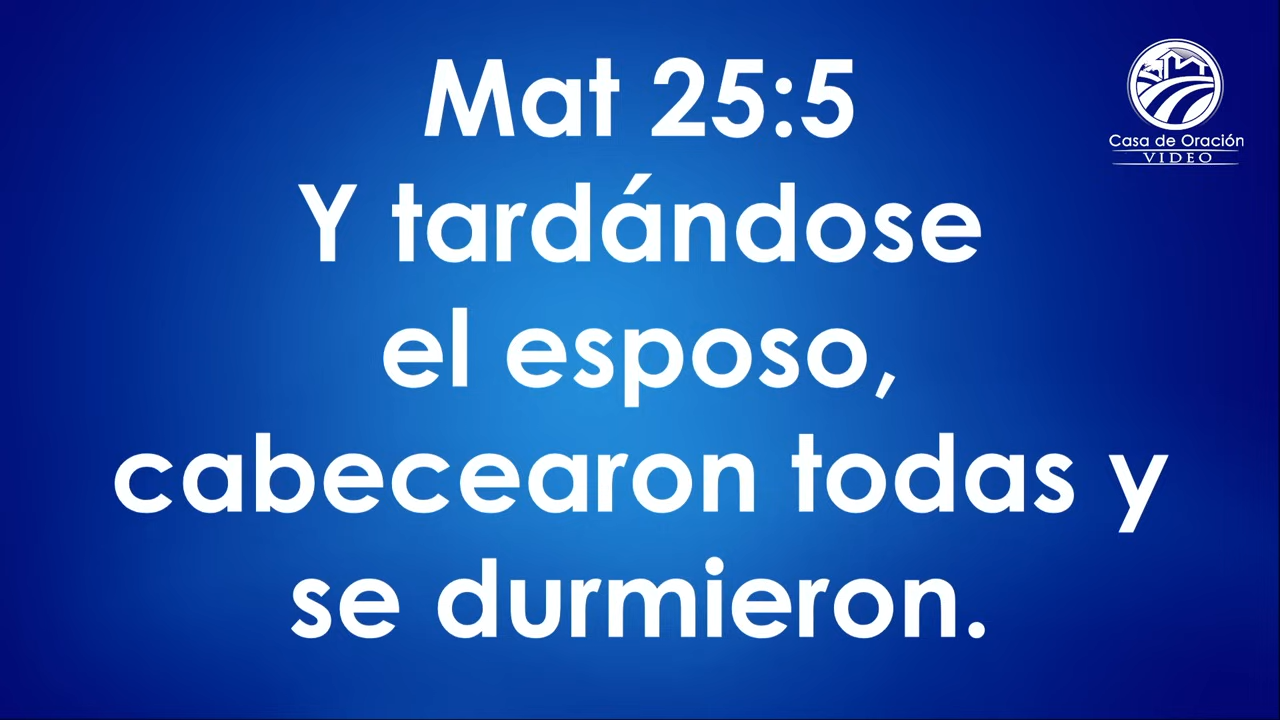 Mat 25:5
Y tardándose
el esposo,
cabecearon todas y
se durmieron.
Casa de Oración
VIDEO